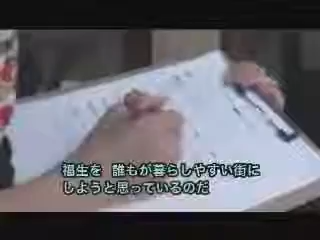 福生を 誰もが暮らしやすい街に
しようと思っているのだ